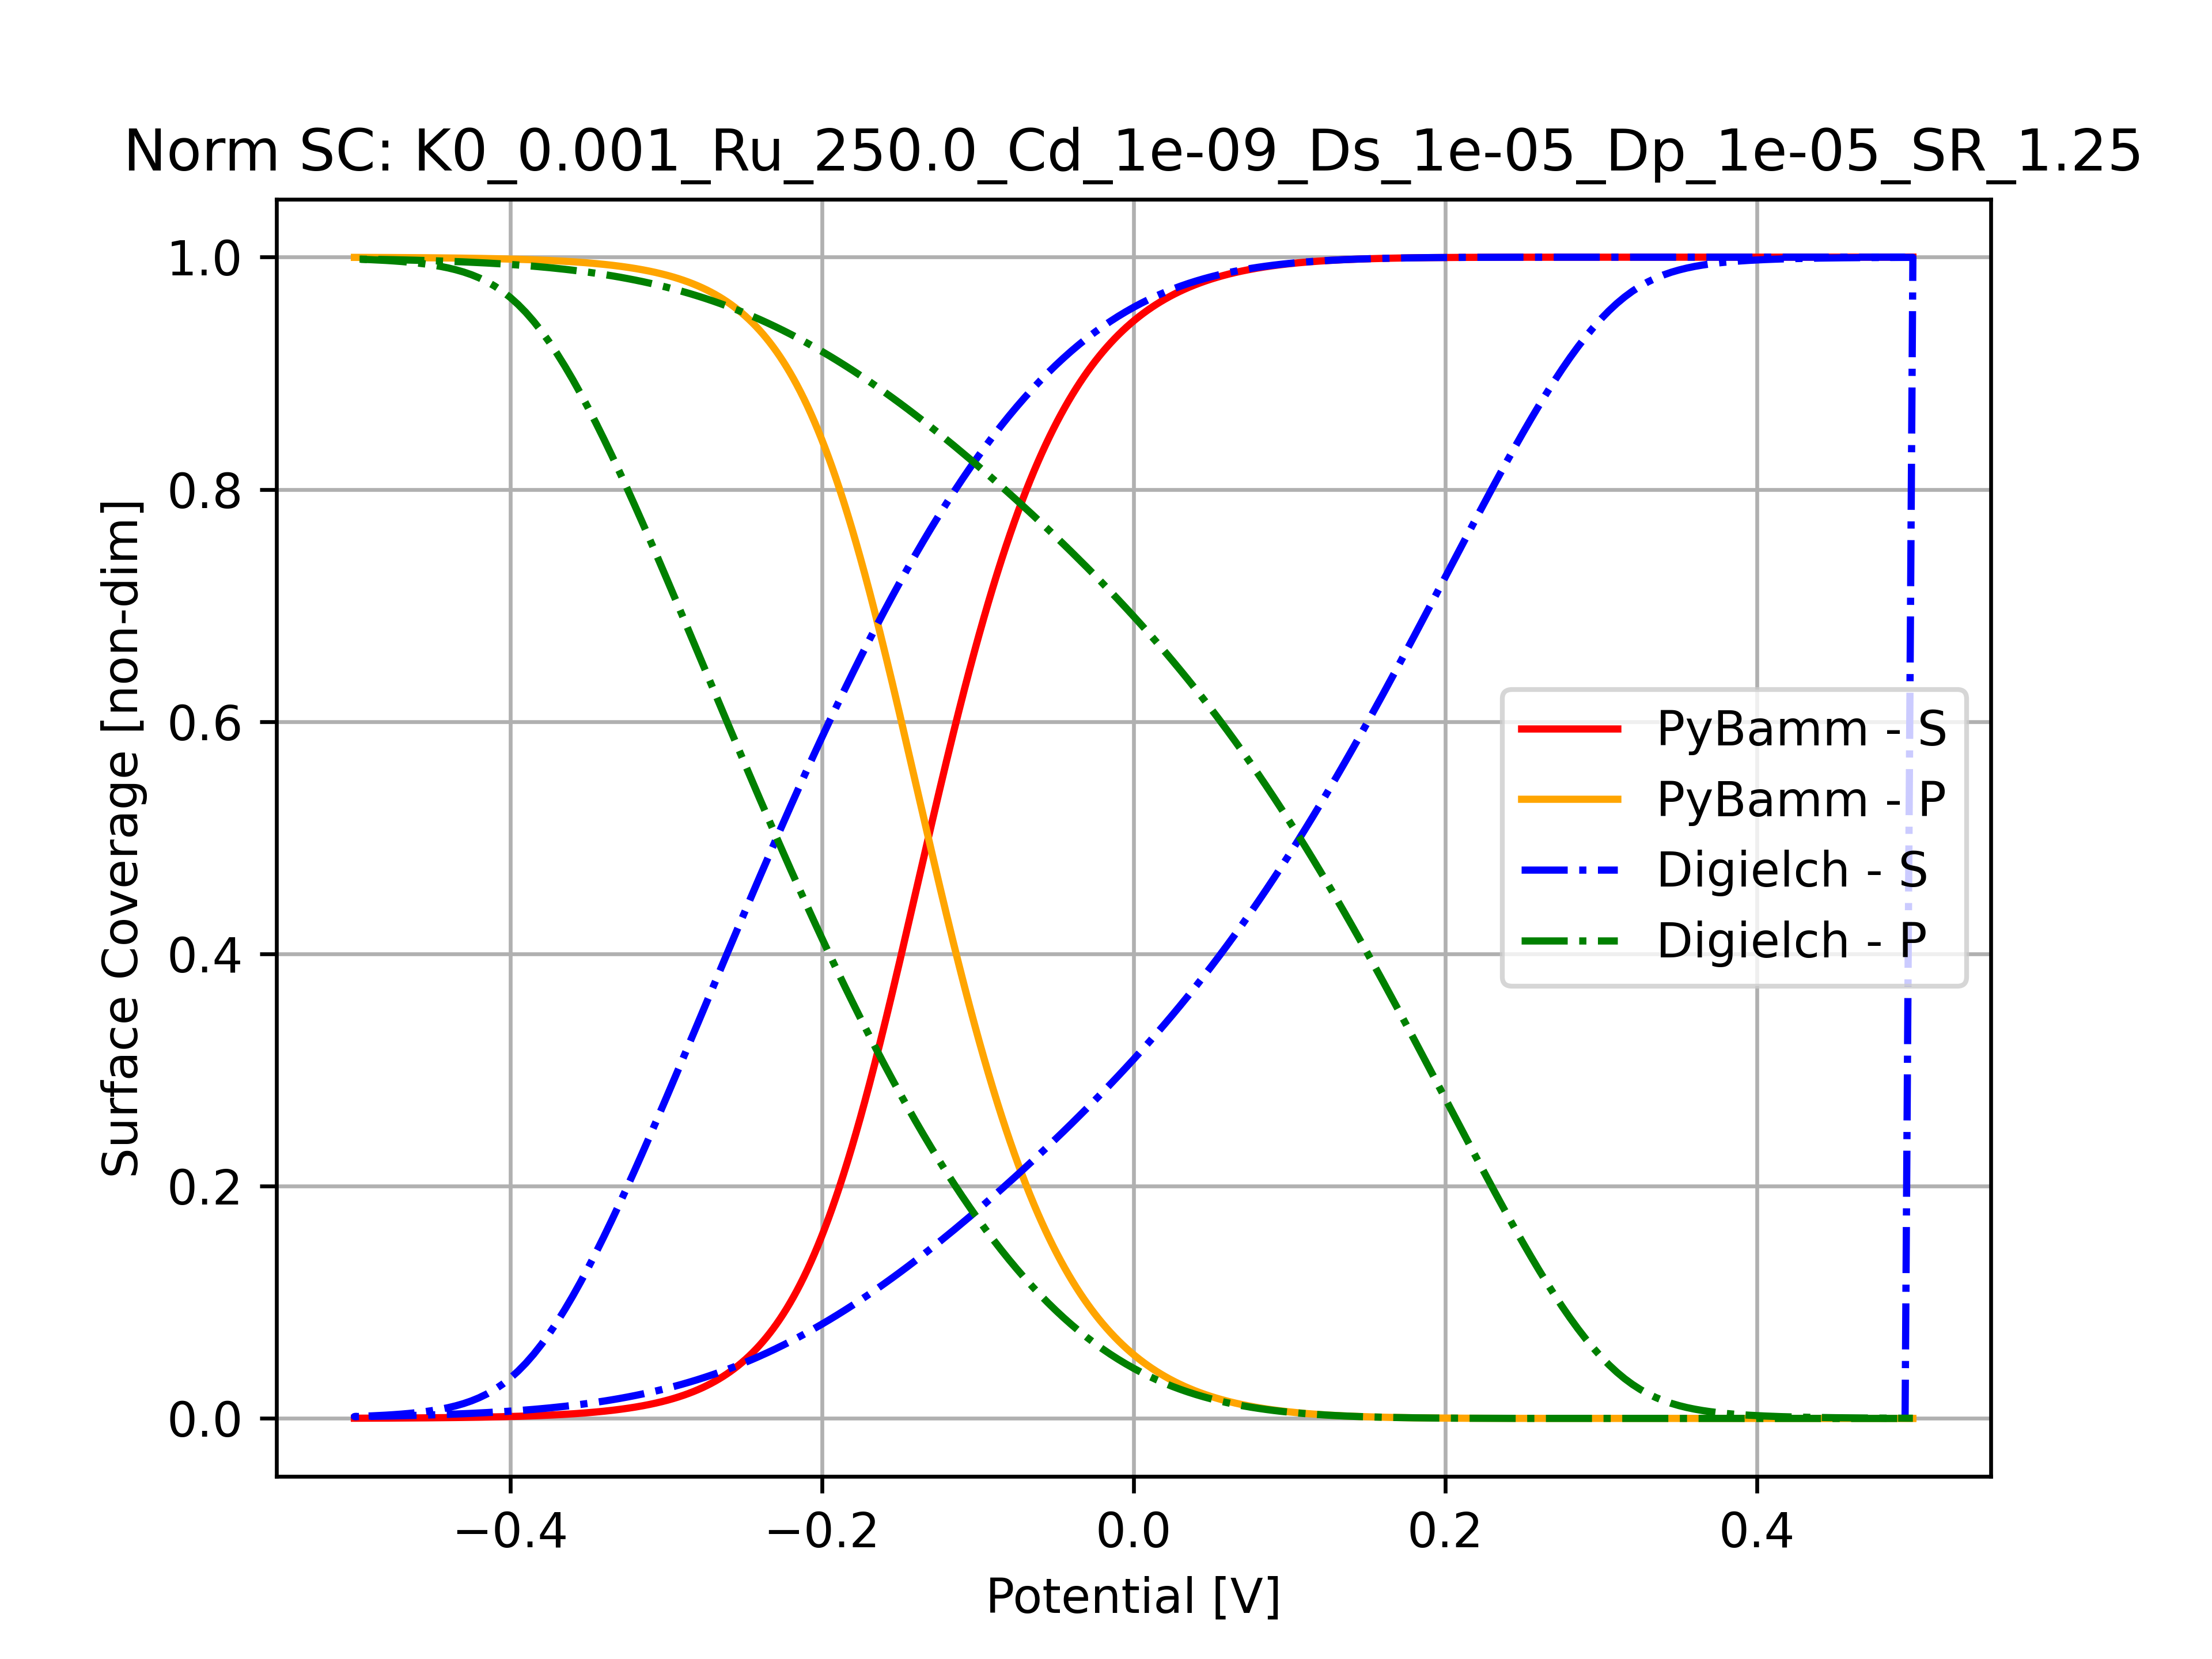 Norm SC: K0_0.001_Ru_250.0_Cd_1e-09_Ds_1e-05_Dp_1e-05_SR_1.25
1.0
0.8
0.6
0.4
0.2
0.0
Surface Coverage [non-dim]
PyBamm - S
PyBamm - P
Digielch - S
Digielch - P
−0.4 −0.2 0.0 0.2 0.4
Potential [V]